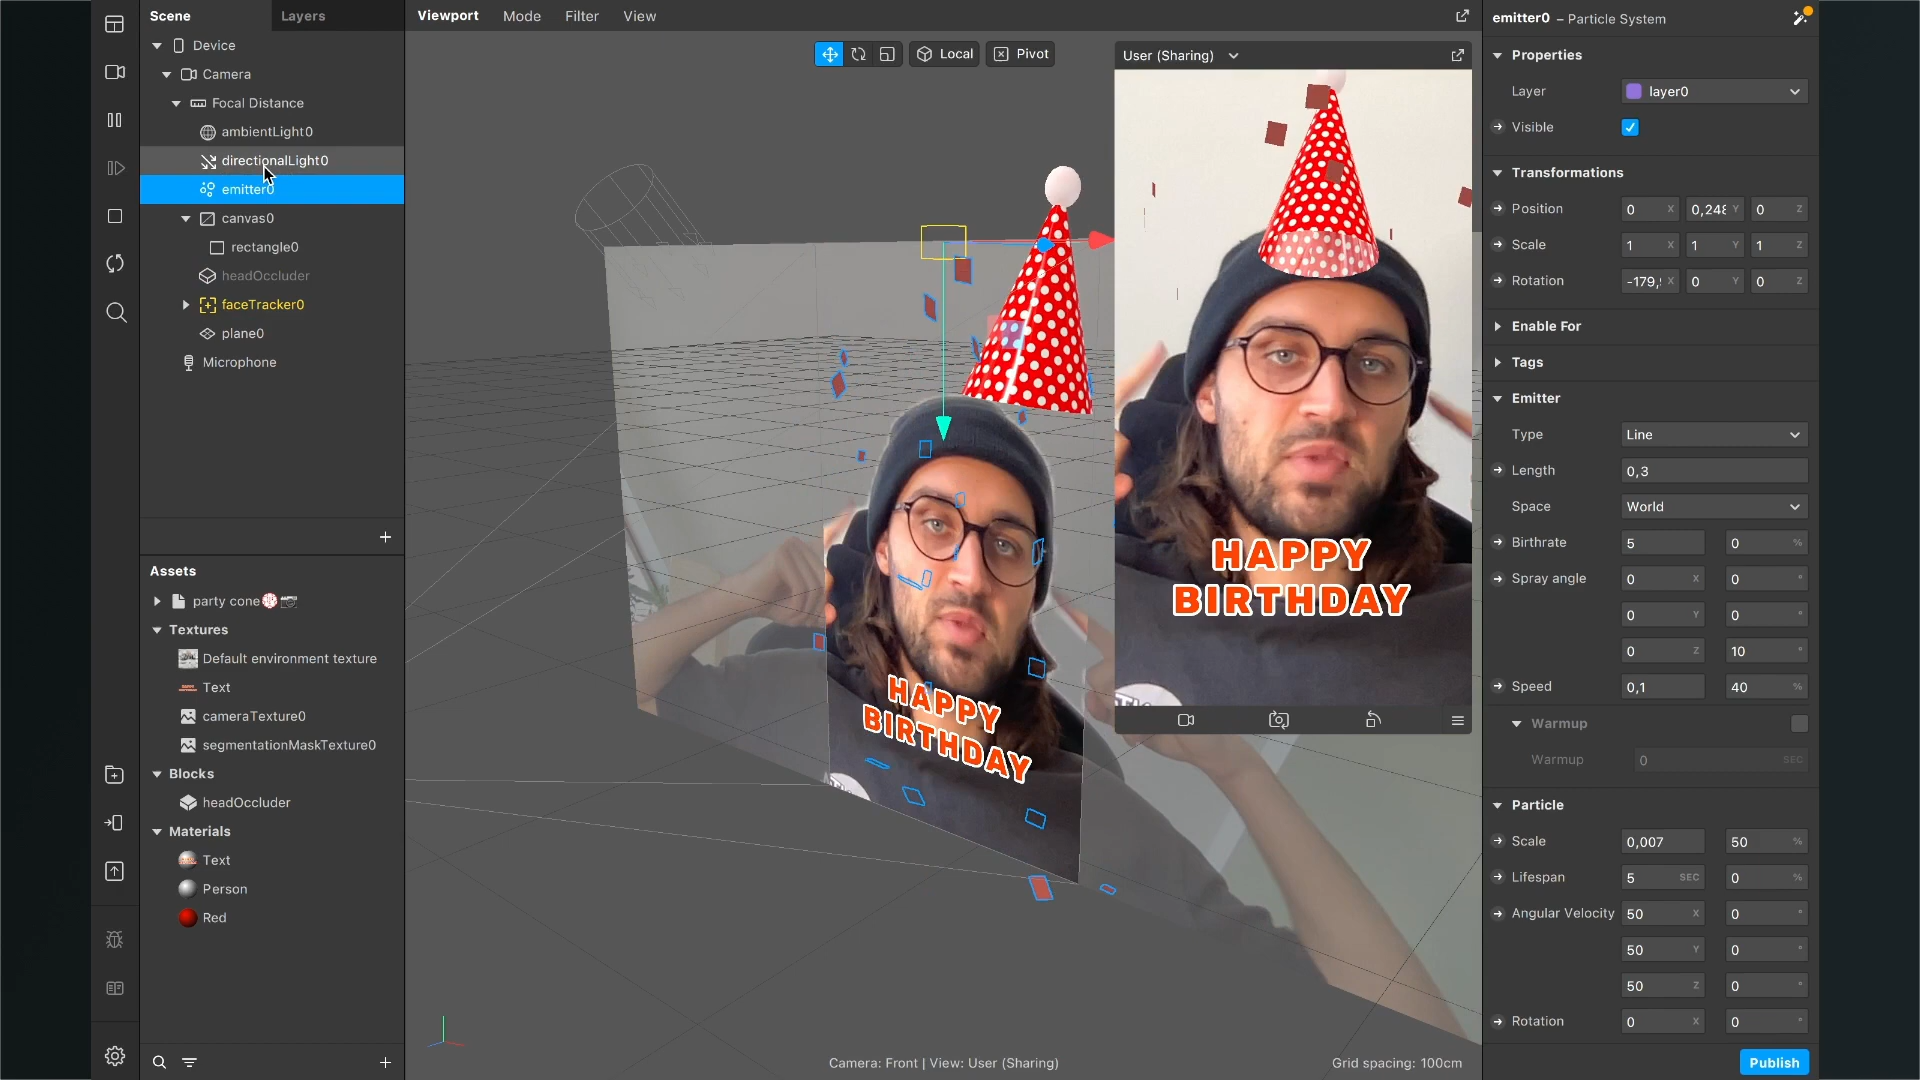 Scene
Layers
Device
Camera
Focal Distance
ambientLight0
directionalLight0
emitter0
canvas0
rectangle0
headOccluder
faceTracker0
plane0
Microphone
Assets
party cone
Textures
Default environment texture
Text
cameraTexture0
segmentationMaskTexture0
Blocks
headOccluder
Materials
Text
Person
Red
Viewport Mode Filter View
Local
Pivot
User (Sharing)
HAPPY
BIRTHDAY
HAPPY
BIRTHDAY
Camera: Front | View: User (Sharing)
Grid spacing: 100cm
emitter0 – Particle System
Properties
Layer layer0
Visible
Transformations
Position 0 X 0,248 Y 0 Z
Scale 1 X 1 Y 1 Z
Rotation -179, X 0 Y 0 Z
Enable For
Tags
Emitter
Type Line
Length 0,3
Space World
Birthrate 5 0 %
Spray angle 0 X 0 °
0 Y 0 °
0 Z 10 °
Speed 0,1 40 %
Warmup
Warmup 0 SEC
Particle
Scale 0,007 50 %
Lifespan 5 SEC 0 %
Angular Velocity 50 X 0 °
50 Y 0 °
50 Z 0 °
Rotation 0 X 0 °
Publish